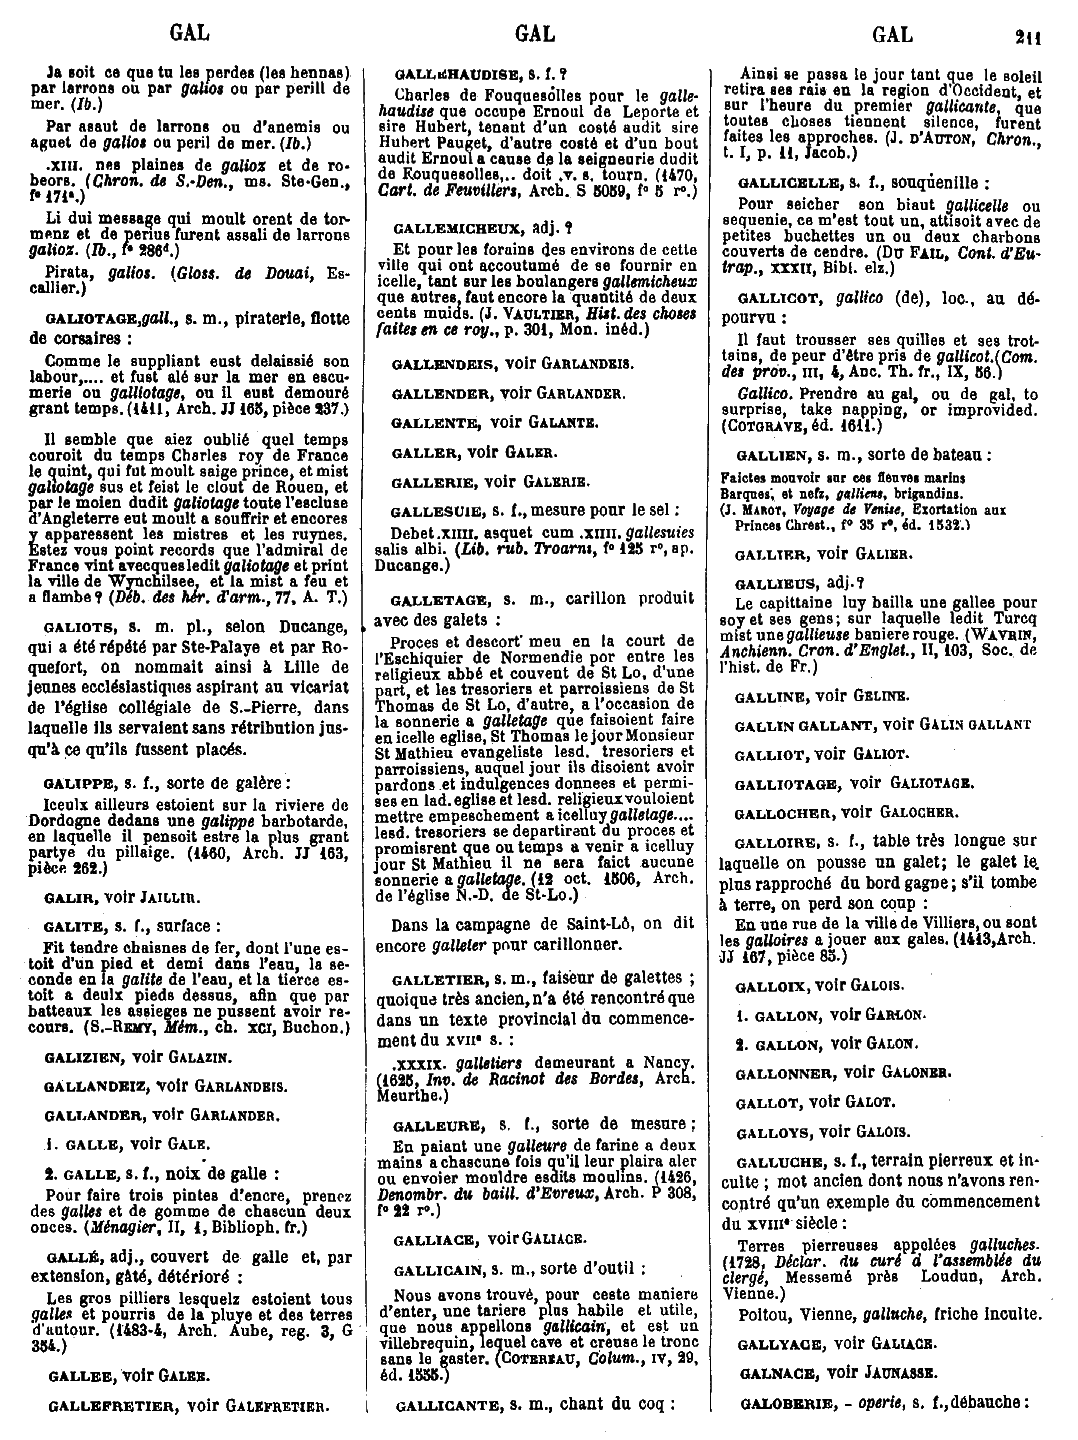 GAL
GAL
GAL
211
Ja soit ce que tu les perdes (les hennas)
par larrons ou par galios ou par perill de
mer. (Ib.)
Par asaut de larrons ou d'anemis ou
aguet de galios ou peril de mer. (Ib.)
.XIII. nes plaines de galioz et de ro-
beors. (Chron. de S.-Den., ms. Ste-Gen.,
f° 171ª.)
Li dui message qui moult orent de tor-
menz et de perius furent assali de larrons
galioz. (Ib., f° 286ᵈ.)
Pirata, galios. (Gloss. de Douai, Es-
callier.)
GALIOTAGE, gall., s. m., piraterie, flotte
de corsaires :
Comme le suppliant eust delaissié son
labour,.... et fust alé sur la mer en escu-
merie ou galliotage, ou il eust demouré
grant temps. (1411, Arch. JJ 165, pièce 237.)
Il semble que aiez oublié quel temps
couroit du temps Charles roy de France
le quint, qui fut moult saige prince, et mist
galiotage sus et feist le clout de Rouen, et
par le moien dudit galiotage toute l'escluse
d'Angleterre eut moult a souffrir et encores
y apparessent les mistres et les ruynes.
Estez vous point records que l'admiral de
France vint avecques ledit galiotage et print
la ville de Wynchilsee, et la mist a feu et
a flambe ? (Déb. des hér. d'arm., 77, A. T.)
GALIOTS, s. m. pl., selon Ducange,
qui a été répété par Ste-Palaye et par Ro-
quefort, on nommait ainsi à Lille de
jeunes ecclésiastiques aspirant au vicariat
de l'église collégiale de S.-Pierre, dans
laquelle ils servaient sans rétribution jus-
qu'à ce qu'ils fussent placés.
GALIPPE, s. f., sorte de galère :
Iceulx ailleurs estoient sur la riviere de
Dordogne dedans une galippe barbotarde,
en laquelle il pensoit estre la plus grant
partye du pillaige. (1460, Arch. JJ 163,
pièce 262.)
GALIR, voir JAILLIR.
GALITE, s. f., surface :
Fit tendre chaisnes de fer, dont l'une es-
toit d'un pied et demi dans l'eau, la se-
conde en la galite de l'eau, et la tierce es-
toit a deulx pieds dessus, afin que par
batteaux les assieges ne pussent avoir re-
cours. (S.-REMY, Mém., ch. XCI, Buchon.)
GALIZIEN, voir GALAZIN.
GALLANDEIZ, voir GARLANDEIS.
GALLANDER, voir GARLANDER.
1. GALLE, voir GALE.
2. GALLE, s. f., noix de galle :
Pour faire trois pintes d'encre, prenez
des galles et de gomme de chascun deux
onces. (Ménagier, II, 1, Biblioph. fr.)
GALLÉ, adj., couvert de galle et, par
extension, gâté, détérioré :
Les gros pilliers lesquelz estoient tous
galles et pourris de la pluye et des terres
d'autour. (1483-4, Arch. Aube, reg. 3, G
354.)
GALLEE, voir GALEE.
GALLEFRETIER, voir GALEFRETIER.
GALLEHAUDISE, s. f. ?
Charles de Fouquesolles pour le galle-
haudise que occupe Ernoul de Leporte et
sire Hubert, tenant d'un costé audit sire
Hubert Pauget, d'autre costé et d'un bout
audit Ernoul a cause de la seigneurie dudit
de Fouquesolles,.. doit .v. s. tourn. (1470,
Cart. de Feuvillers, Arch. S 5059, f° 5 r°.)
GALLEMICHEUX, adj. ?
Et pour les forains des environs de cette
ville qui ont accoutumé de se fournir en
icelle, tant sur les boulangers gallemicheux
que autres, faut encore la quantité de deux
cents muids. (J. VAULTIER, Hist. des choses
faites en ce roy., p. 301, Mon. inéd.)
GALLENDEIS, voir GARLANDEIS.
GALLENDER, voir GARLANDER.
GALLENTE, voir GALANTE.
GALLER, voir GALER.
GALLERIE, voir GALERIE.
GALLESUIE, s. f., mesure pour le sel :
Debet .XIIII. asquet cum .XIIII. gallesuies
salis albi. (Lib. rub. Troarni, f° 125 r°, ap.
Ducange.)
GALLETAGE, s. m., carillon produit
avec des galets :
Proces et descort meu en la court de
l'Eschiquier de Normendie por entre les
religieux abbé et couvent de St Lo, d'une
part, et les tresoriers et parroissiens de St
Thomas de St Lo, d'autre, a l'occasion de
la sonnerie a galletage que faisoient faire
en icelle eglise, St Thomas le jour Monsieur
St Mathieu evangeliste lesd. tresoriers et
parroissiens, auquel jour ils disoient avoir
pardons et indulgences donnees et permi-
ses en lad. eglise et lesd. religieux vouloient
mettre empeschement a icelluy galletage....
lesd. tresoriers se departirent du proces et
promisrent que ou temps a venir a icelluy
jour St Mathieu il ne sera faict aucune
sonnerie a galletage. (12 oct. 1506, Arch.
de l'église N.-D. de St-Lo.)
Dans la campagne de Saint-Lô, on dit
encore galleter pour carillonner.
GALLETIER, s. m., faiseur de galettes ;
quoique très ancien, n'a été rencontré que
dans un texte provincial du commence-
ment du XVIIᵉ s. :
.XXXIX. galletiers demeurant a Nancy.
(1625, Inv. de Racinot des Bordes, Arch.
Meurthe.)
GALLEURE, s. f., sorte de mesure ;
En paiant une galleure de farine a deux
mains a chascune fois qu'il leur plaira aler
ou envoier mouldre esdits moulins. (1426,
Denombr. du baill. d'Evreux, Arch. P 308,
f° 22 r°.)
GALLIACE, voir GALIACE.
GALLICAIN, s. m., sorte d'outil :
Nous avons trouvé, pour ceste maniere
d'enter, une tariere plus habile et utile,
que nous appellons gallicain, et est un
villebrequin, lequel cave et creuse le tronc
sans le gaster. (COTEREAU, Colum., IV, 29,
éd. 1555.)
GALLICANTE, s. m., chant du coq :
Ainsi se passa le jour tant que le soleil
retira ses rais en la region d'Occident, et
sur l'heure du premier gallicante, que
toutes choses tiennent silence, furent
faites les approches. (J. D'AUTON, Chron.,
t. I, p. 11, Jacob.)
GALLICELLE, s. f., souquenille :
Pour seicher son biaut gallicelle ou
sequenie, ce m'est tout un, attisoit avec de
petites buchettes un ou deux charbons
couverts de cendre. (DU FAIL, Cont. d'Eu-
trap., XXXII, Bibl. elz.)
GALLICOT, gallico (de), loc., au dé-
pourvu :
Il faut trousser ses quilles et ses trot-
tains, de peur d'être pris de gallicot. (Com.
des prov., III, 4, Anc. Th. fr., IX, 56.)
Gallico. Prendre au gal, ou de gal, to
surprise, take napping, or improvided.
(COTGRAVE, éd. 1611.)
GALLIEN, s. m., sorte de bateau :
Faictes mouvoir sur ces fleuves marins
Barques, et nefz, galliens, brigandins.
(J. MAROT, Voyage de Venise, Exortation aux
Princes Chrest., f° 35 r°, éd. 1532.)
GALLIER, voir GALIER.
GALLIEUS, adj. ?
Le capittaine luy bailla une gallee pour
soy et ses gens; sur laquelle ledit Turcq
mist une gallieuse baniere rouge. (WAVRIN,
Anchienn. Cron. d'Englet., II, 103, Soc. de
l'hist. de Fr.)
GALLINE, voir GELINE.
GALLIN GALLANT, voir GALIN GALLANT
GALLIOT, voir GALIOT.
GALLIOTAGE, voir GALIOTAGE.
GALLOCHER, voir GALOCHER.
GALLOIRE, s. f., table très longue sur
laquelle on pousse un galet; le galet le
plus rapproché du bord gagne; s'il tombe
à terre, on perd son coup :
En une rue de la ville de Villiers, ou sont
les galloires a jouer aux gales. (1413, Arch.
JJ 167, pièce 85.)
GALLOIX, voir GALOIS.
1. GALLON, voir GARLON.
2. GALLON, voir GALON.
GALLONNER, voir GALONER.
GALLOT, voir GALOT.
GALLOYS, voir GALOIS.
GALLUCHE, s. f., terrain pierreux et in-
culte ; mot ancien dont nous n'avons ren-
contré qu'un exemple du commencement
du XVIIIᵉ siècle :
Terres pierreuses appolées galluches.
(1728, Déclar. du curé à l'assemblée du
clergé, Messemé près Loudun, Arch.
Vienne.)
Poitou, Vienne, galluche, friche inculte.
GALLYACE, voir GALIACE.
GALNACE, voir JAUNASSE.
GALOBERIE, - operie, s. f., débauche :